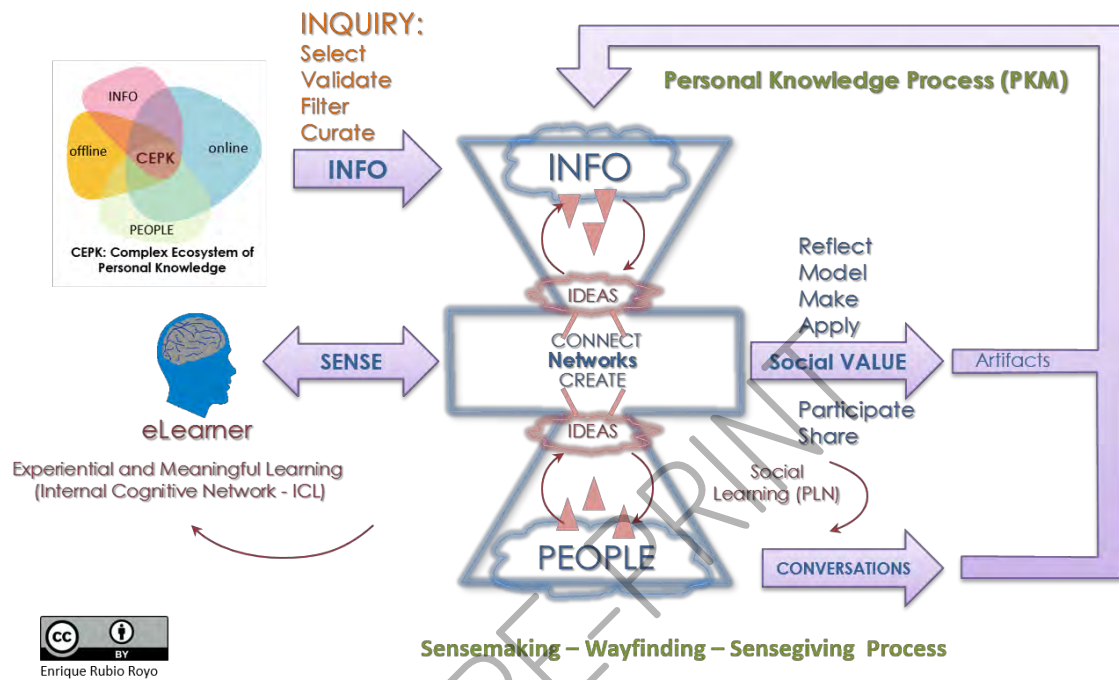 INQUIRY:
Select
Validate
Filter
Curate
INFO
INFO
offline
online
CEPK
PEOPLE
CEPK: Complex Ecosystem of
Personal Knowledge
Personal Knowledge Process (PKM)
INFO
IDEAS
CONNECT
Networks
CREATE
IDEAS
PEOPLE
SENSE
eLearner
Experiential and Meaningful Learning
(Internal Cognitive Network - ICL)
Reflect
Model
Make
Apply
Social VALUE
Artifacts
Participate
Share
Social
Learning (PLN)
CONVERSATIONS
PRE-PRINT
Sensemaking – Wayfinding – Sensegiving Process
cc
BY
Enrique Rubio Royo